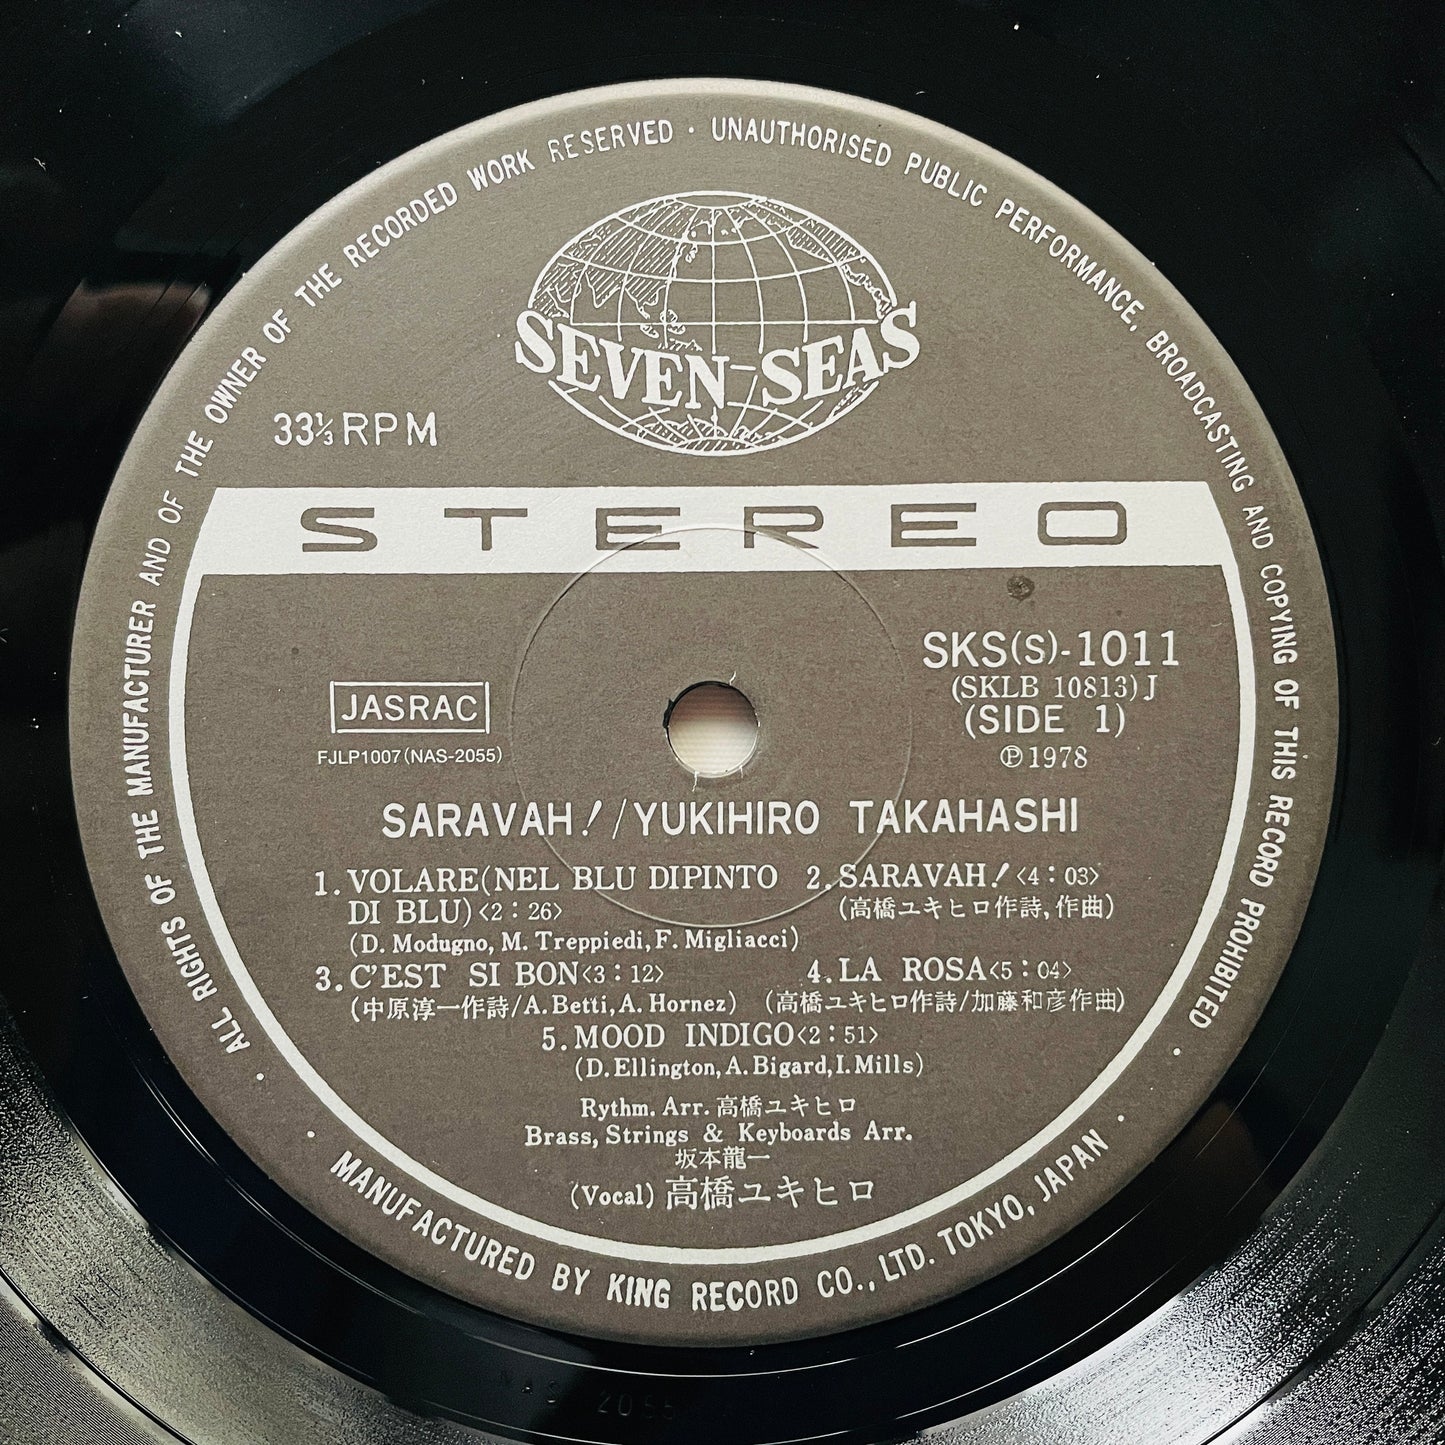 ALL RIGHTS OF THE MANUFACTURER AND OF THE OWNER OF THE RECORDED WORK RESERVED · UNAUTHORISED PUBLIC PERFORMANCE, BROADCASTING AND COPYING OF THIS RECORD PROHIBITED
SEVEN SEAS
33⅓ RPM
STEREO
SKS(S)-1011
(SKLB 10813) J
(SIDE 1)
℗1978
JASRAC
FJLP1007(NAS-2055)
SARAVAH!/YUKIHIRO TAKAHASHI
1. VOLARE(NEL BLU DIPINTO
DI BLU)<2:26>
(D. Modugno, M. Treppiedi, F. Migliacci)
2. SARAVAH!<4:03>
(高橋ユキヒロ作詩,作曲)
3. C'EST SI BON<3:12>
(中原淳一作詩/A. Betti, A. Hornez)
4. LA ROSA<5:04>
(高橋ユキヒロ作詩/加藤和彦作曲)
5. MOOD INDIGO<2:51>
(D. Ellington, A. Bigard, I. Mills)
Rythm. Arr. 高橋ユキヒロ
Brass, Strings & Keyboards Arr.
坂本龍一
(Vocal) 高橋ユキヒロ
· MANUFACTURED BY KING RECORD CO., LTD. TOKYO, JAPAN ·
2055